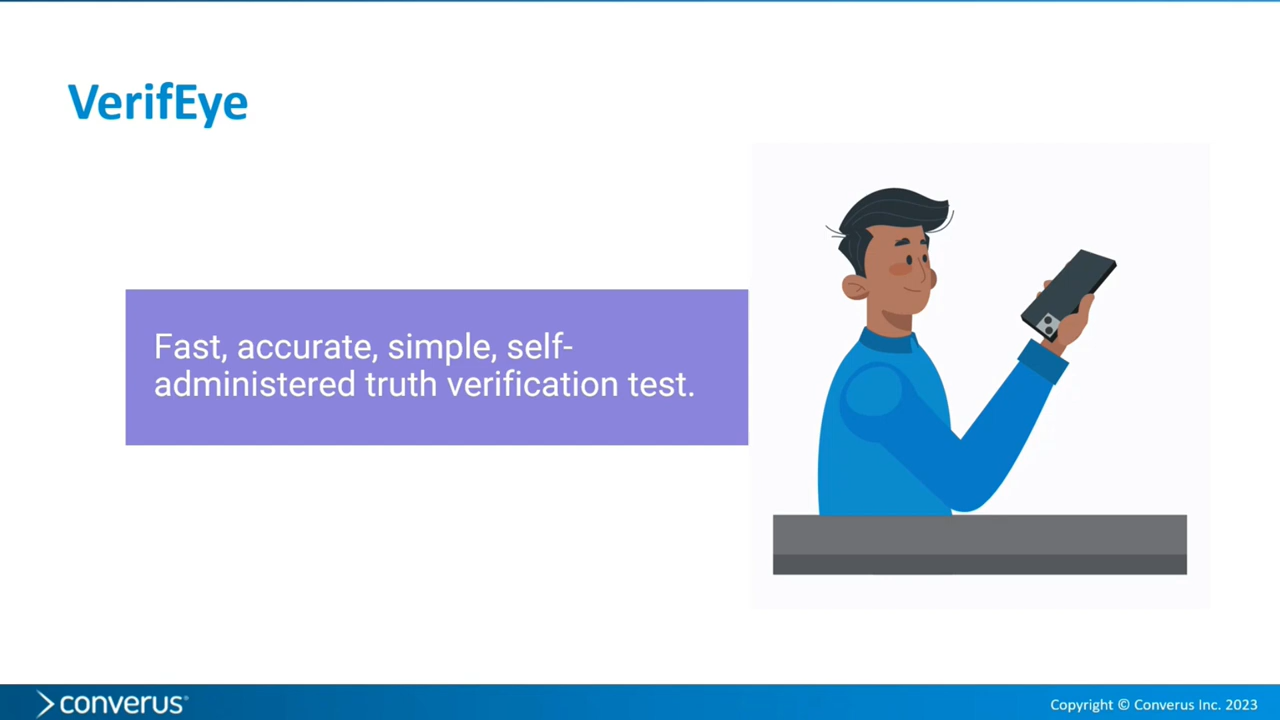 VerifEye
Fast, accurate, simple, self-
administered truth verification test.
converus®
Copyright © Converus Inc. 2023